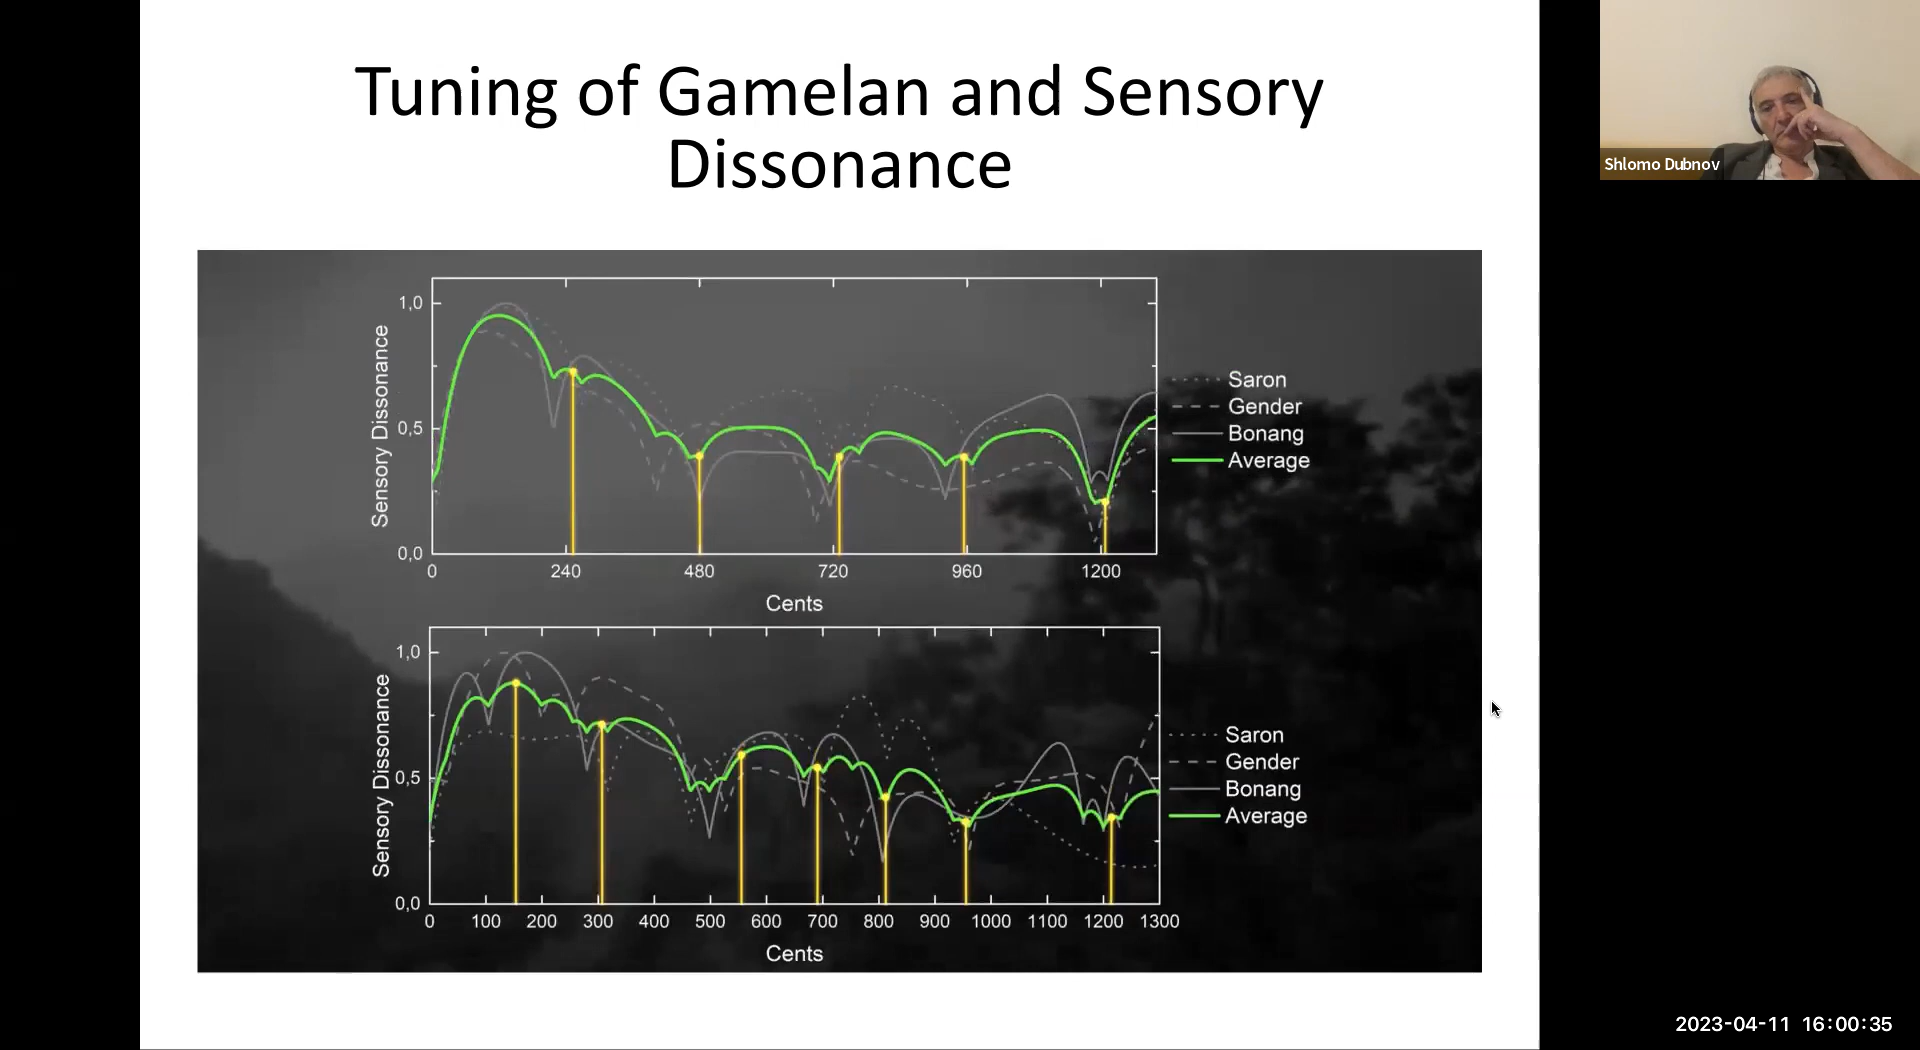 Tuning of Gamelan and Sensory
Dissonance
Sensory Dissonance
1,0
0,5
0,0
0 240 480 720 960 1200
Cents
Saron
Gender
Bonang
Average
Sensory Dissonance
1,0
0,5
0,0
0 100 200 300 400 500 600 700 800 900 1000 1100 1200 1300
Cents
Saron
Gender
Bonang
Average
Shlomo Dubnov
2023-04-11 16:00:35